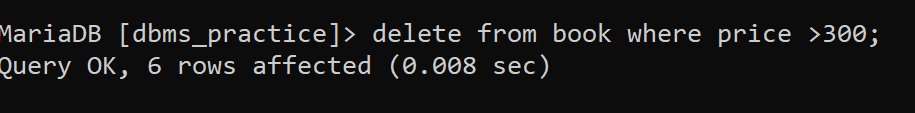 MariaDB [dbms_practice]> delete from book where price >300;
Query OK, 6 rows affected (0.008 sec)